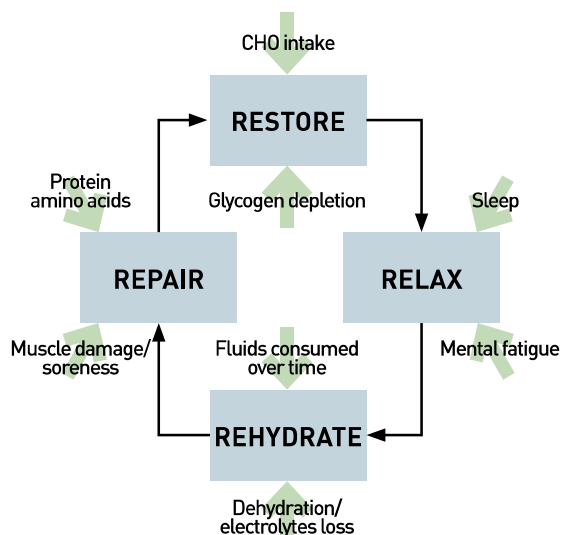 CHO intake
RESTORE
Protein
amino acids
Glycogen depletion
Sleep
REPAIR
RELAX
Muscle damage/
soreness
Fluids consumed
over time
Mental fatigue
REHYDRATE
Dehydration/
electrolytes loss